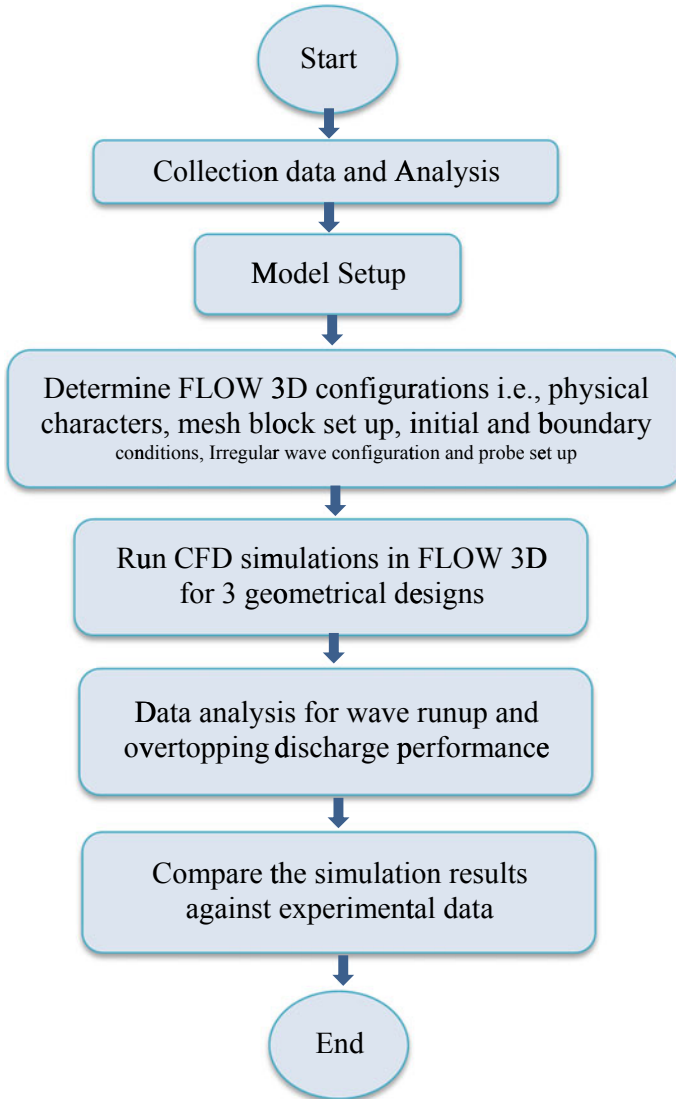 Start
Collection data and Analysis
Model Setup
Determine FLOW 3D configurations i.e., physical
characters, mesh block set up, initial and boundary
conditions, Irregular wave configuration and probe set up
Run CFD simulations in FLOW 3D
for 3 geometrical designs
Data analysis for wave runup and
overtopping discharge performance
Compare the simulation results
against experimental data
End